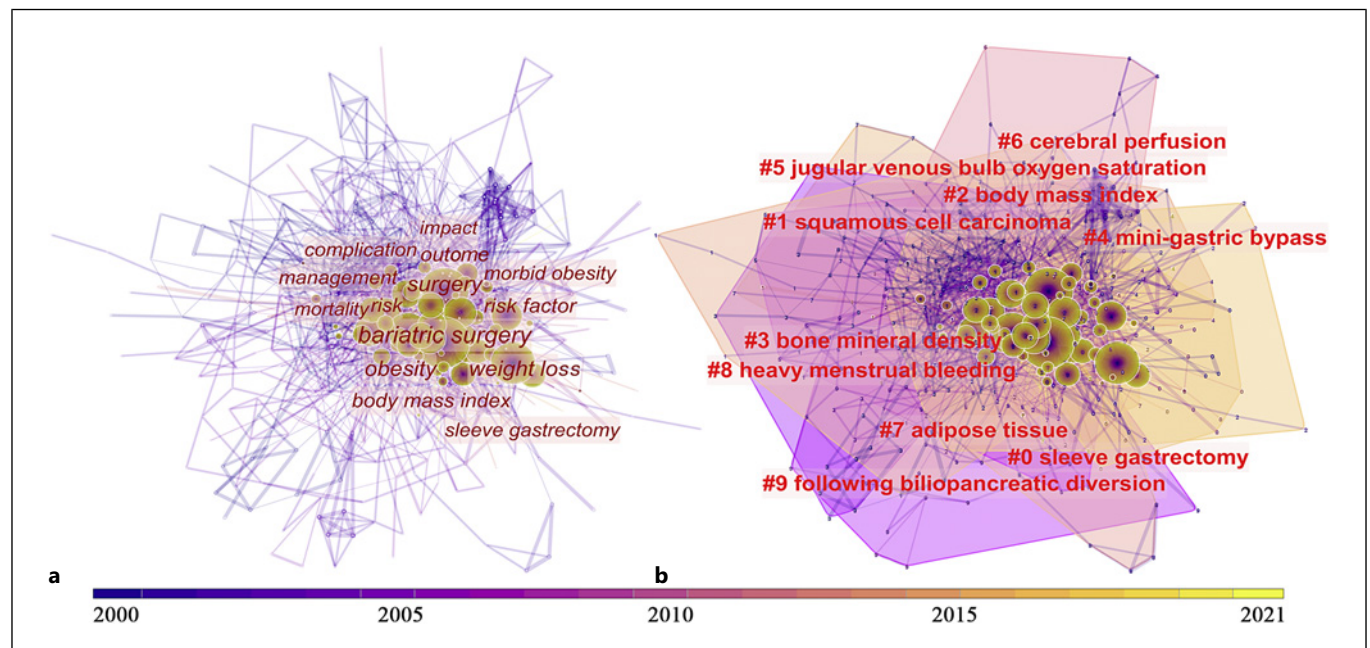 impact
complication outome
management surgery morbid obesity
mortality risk risk factor
bariatric surgery
obesity weight loss
body mass index
sleeve gastrectomy
a
#6 cerebral perfusion
#5 jugular venous bulb oxygen saturation
#2 body mass index
#1 squamous cell carcinoma
#4 mini-gastric bypass
#3 bone mineral density
#8 heavy menstrual bleeding
#7 adipose tissue
#0 sleeve gastrectomy
#9 following biliopancreatic diversion
b
2000 2005 2010 2015 2021